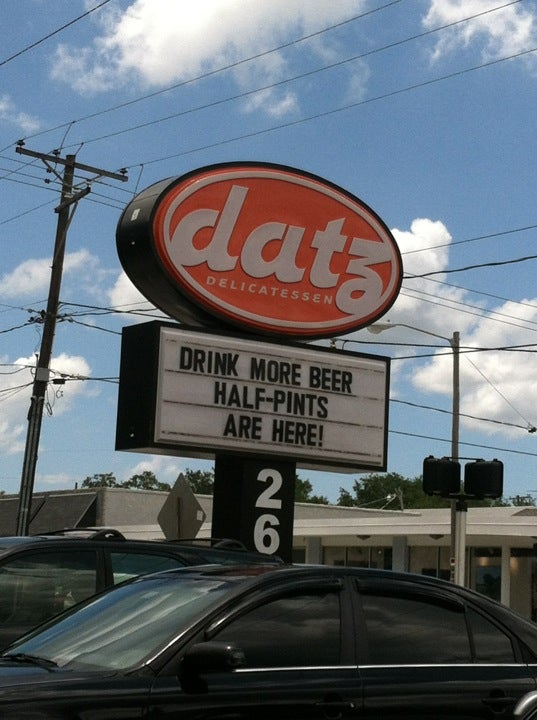 datz
DELICATESSEN
DRINK MORE BEER
HALF-PINTS
ARE HERE!
2
6